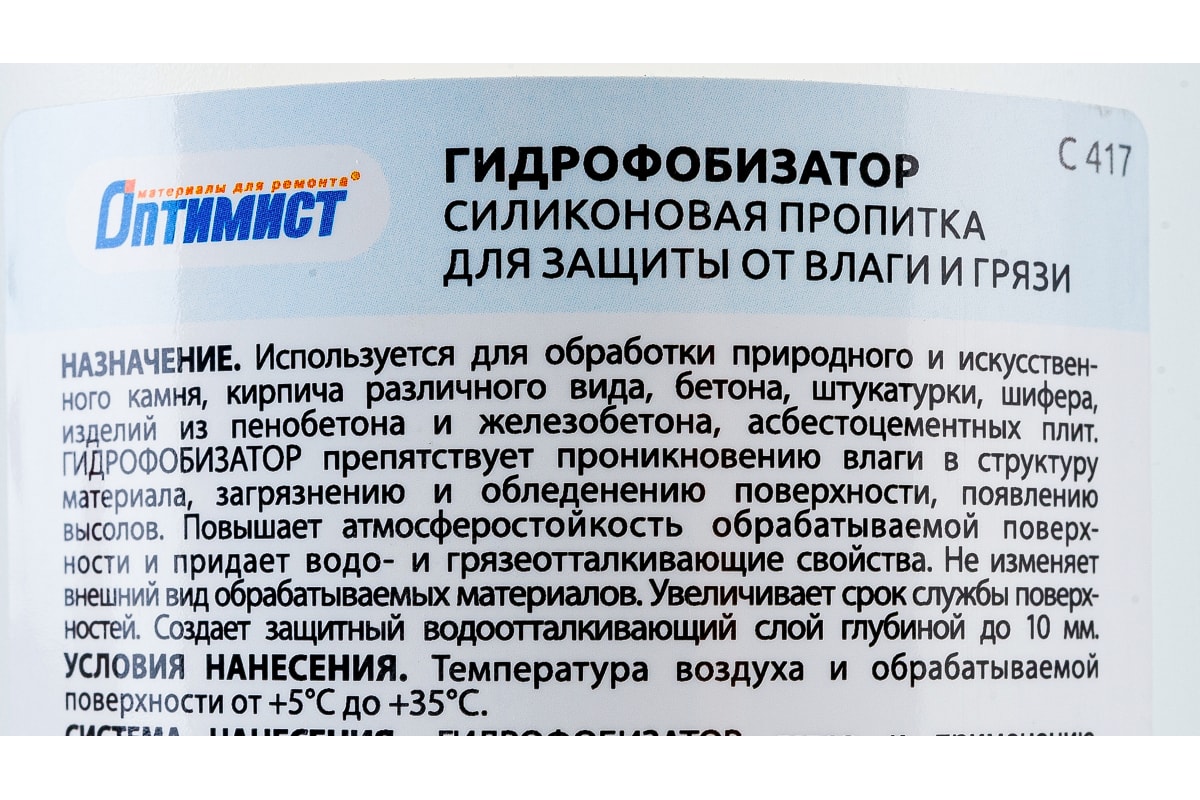 материалы для ремонта®
Оптимист
ГИДРОФОБИЗАТОР
С 417
СИЛИКОНОВАЯ ПРОПИТКА
ДЛЯ ЗАЩИТЫ ОТ ВЛАГИ И ГРЯЗИ
НАЗНАЧЕНИЕ. Используется для обработки природного и искусствен-
ного камня, кирпича различного вида, бетона, штукатурки, шифера,
изделий из пенобетона и железобетона, асбестоцементных плит.
ГИДРОФОБИЗАТОР препятствует проникновению влаги в структуру
материала, загрязнению и обледенению поверхности, появлению
высолов. Повышает атмосферостойкость обрабатываемой поверх-
ности и придает водо- и грязеотталкивающие свойства. Не изменяет
внешний вид обрабатываемых материалов. Увеличивает срок службы поверх-
ностей. Создает защитный водоотталкивающий слой глубиной до 10 мм.
УСЛОВИЯ НАНЕСЕНИЯ. Температура воздуха и обрабатываемой
поверхности от +5°С до +35°С.
СИСТЕМА НАНЕСЕНИЯ. ГИДРОФОБИЗАТОР